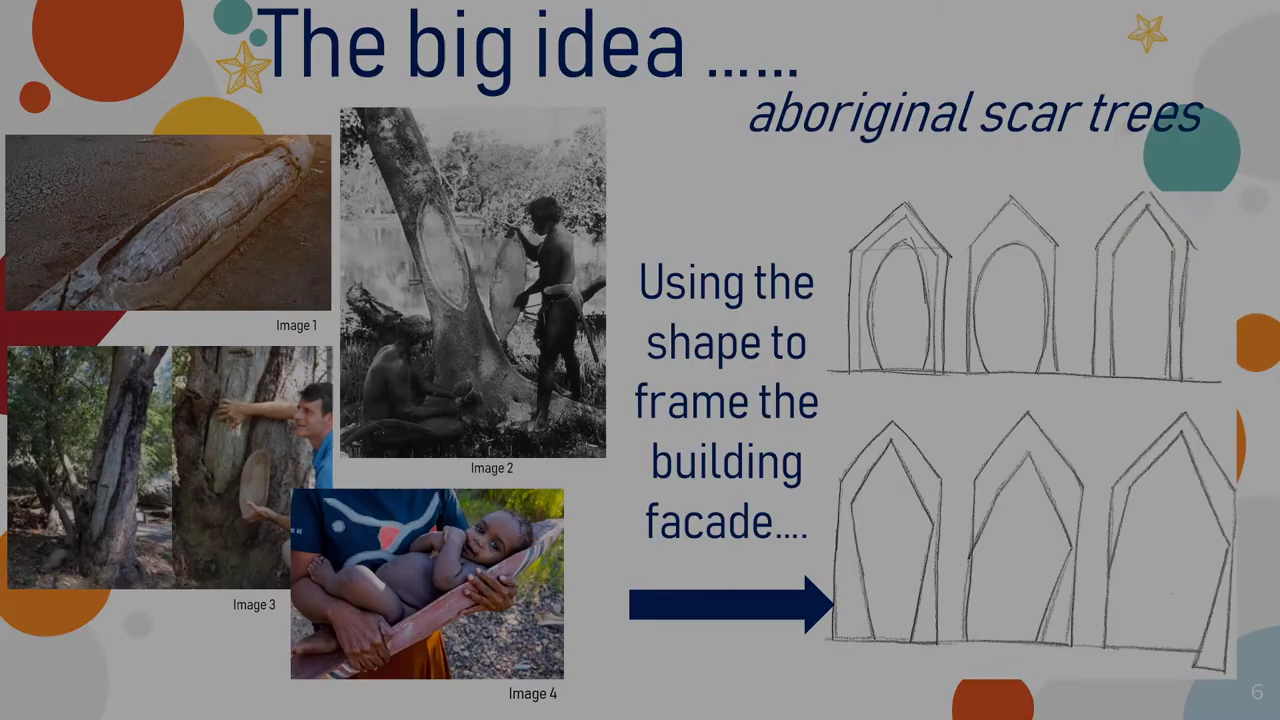 The big idea ......
aboriginal scar trees
Image 1
Image 2
Using the
shape to
frame the
building
facade....
Image 3
Image 4
6